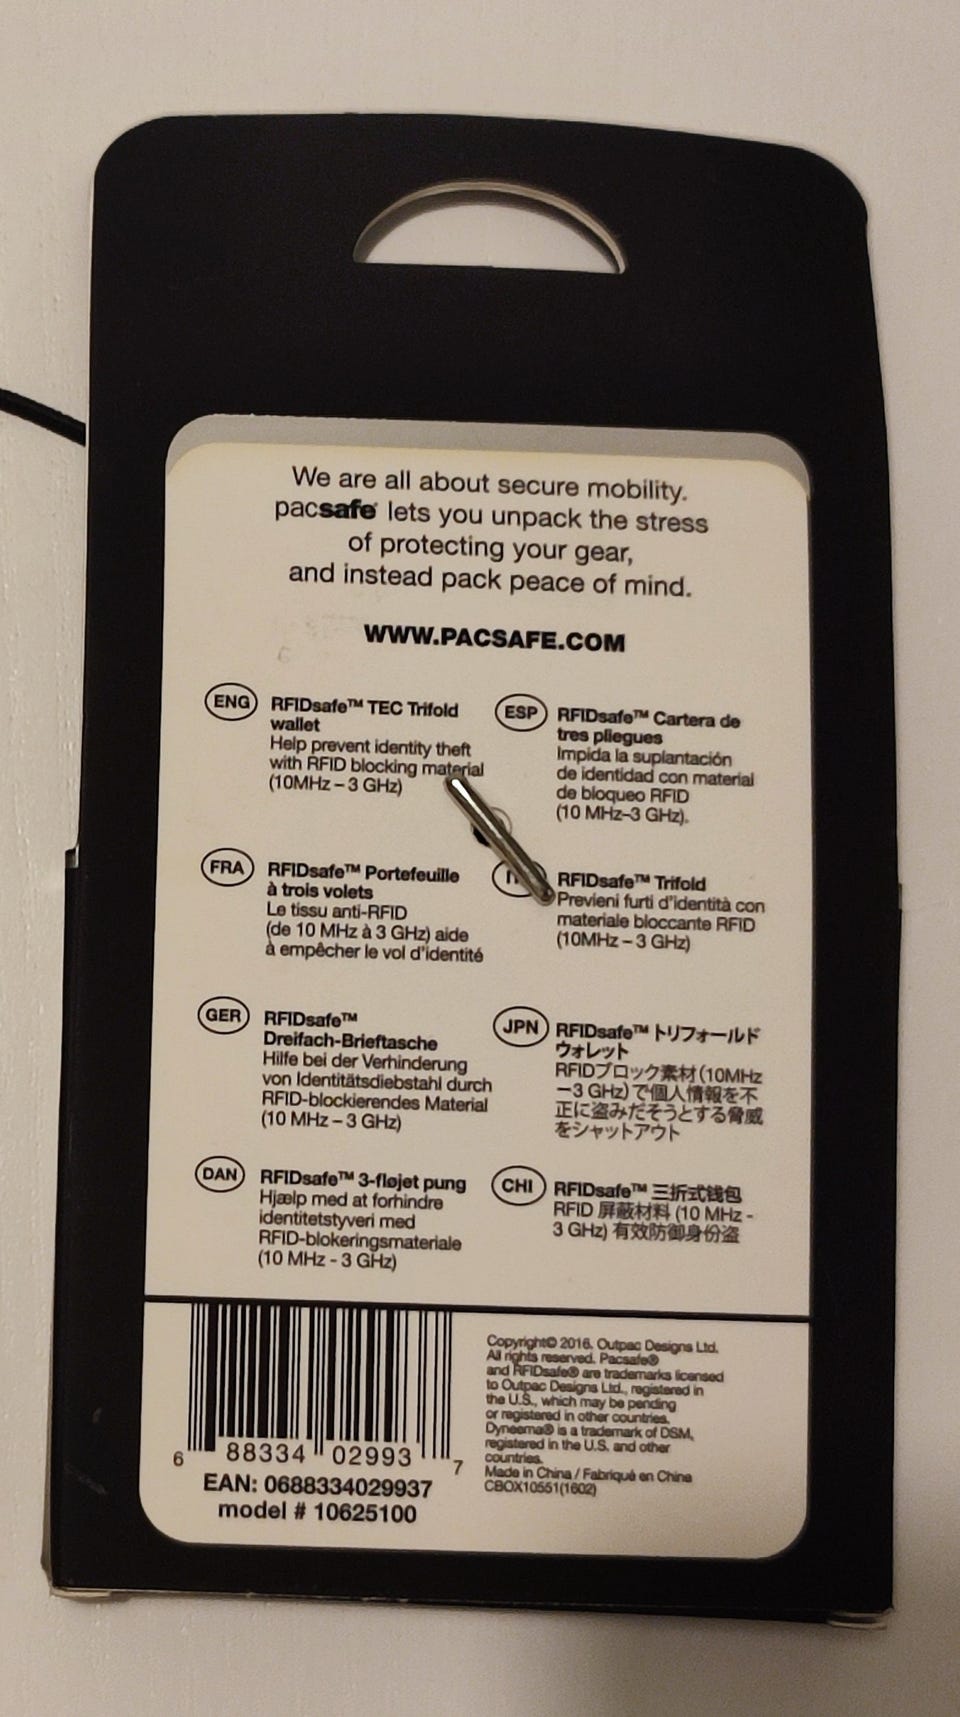 We are all about secure mobility.
pacsafe® lets you unpack the stress
of protecting your gear,
and instead pack peace of mind.
WWW.PACSAFE.COM
ENG
RFIDsafe™ TEC Trifold
wallet
Help prevent identity theft
with RFID blocking material
(10MHz – 3 GHz)
ESP
RFIDsafe™ Cartera de
tres pliegues
Impida la suplantación
de identidad con material
de bloqueo RFID
(10 MHz–3 GHz).
FRA
RFIDsafe™ Portefeuille
à trois volets
Le tissu anti-RFID
(de 10 MHz à 3 GHz) aide
à empêcher le vol d'identité
RFIDsafe™ Trifold
Previeni furti d'identità con
materiale bloccante RFID
(10MHz – 3 GHz)
GER
RFIDsafe™
Dreifach-Brieftasche
Hilfe bei der Verhinderung
von Identitätsdiebstahl durch
RFID-blockierendes Material
(10 MHz – 3 GHz)
JPN
RFIDsafe™ トリフォールド
ウォレット
RFIDブロック素材(10MHz
–3 GHz)で個人情報を不
正に盗みだそうとする脅威
をシャットアウト
DAN
RFIDsafe™ 3-fløjet pung
Hjælp med at forhindre
identitetstyveri med
RFID-blokeringsmateriale
(10 MHz - 3 GHz)
CHI
RFIDsafe™ 三折式钱包
RFID 屏蔽材料 (10 MHz -
3 GHz) 有效防御身份盗
6 88334 02993 7
EAN: 0688334029937
model # 10625100
Copyright© 2016. Outpac Designs Ltd.
All rights reserved. Pacsafe®
and RFIDsafe® are trademarks licensed
to Outpac Designs Ltd., registered in
the U.S., which may be pending
or registered in other countries.
Dyneema® is a trademark of DSM,
registered in the U.S. and other
countries.
Made in China / Fabriqué en China
CBOX10551(1602)